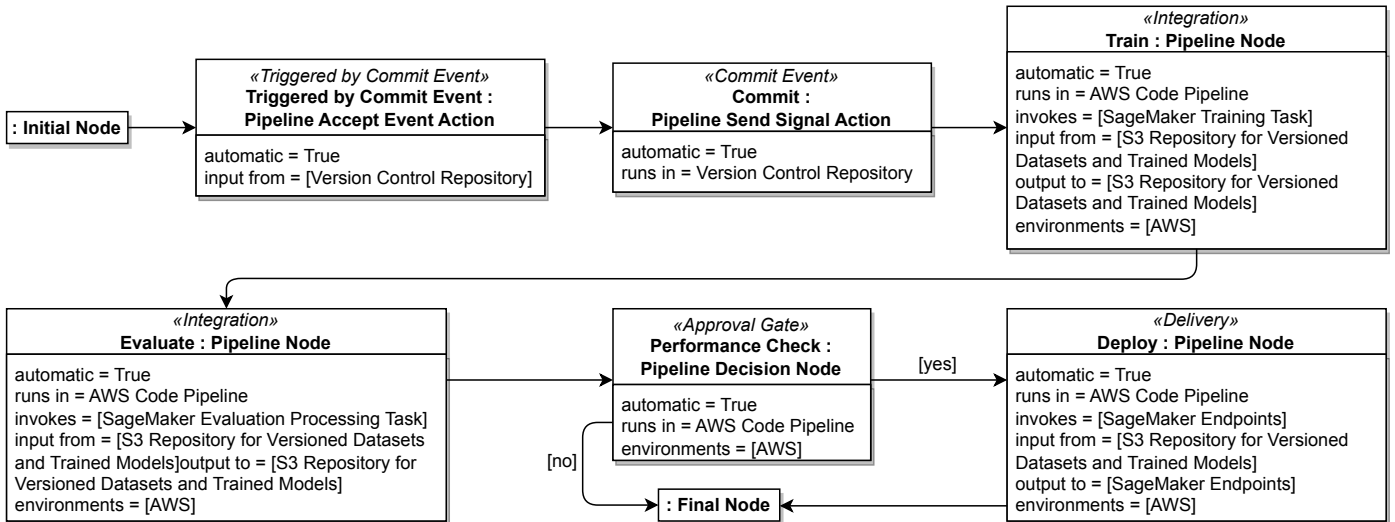 : Initial Node
«Triggered by Commit Event»
Triggered by Commit Event :
Pipeline Accept Event Action
automatic = True
input from = [Version Control Repository]
«Commit Event»
Commit :
Pipeline Send Signal Action
automatic = True
runs in = Version Control Repository
«Integration»
Train : Pipeline Node
automatic = True
runs in = AWS Code Pipeline
invokes = [SageMaker Training Task]
input from = [S3 Repository for Versioned
Datasets and Trained Models]
output to = [S3 Repository for Versioned
Datasets and Trained Models]
environments = [AWS]
«Integration»
Evaluate : Pipeline Node
automatic = True
runs in = AWS Code Pipeline
invokes = [SageMaker Evaluation Processing Task]
input from = [S3 Repository for Versioned Datasets
and Trained Models]output to = [S3 Repository for
Versioned Datasets and Trained Models]
environments = [AWS]
«Approval Gate»
Performance Check :
Pipeline Decision Node
automatic = True
runs in = AWS Code Pipeline
environments = [AWS]
[yes]
[no]
: Final Node
«Delivery»
Deploy : Pipeline Node
automatic = True
runs in = AWS Code Pipeline
invokes = [SageMaker Endpoints]
input from = [S3 Repository for Versioned
Datasets and Trained Models]
output to = [SageMaker Endpoints]
environments = [AWS]